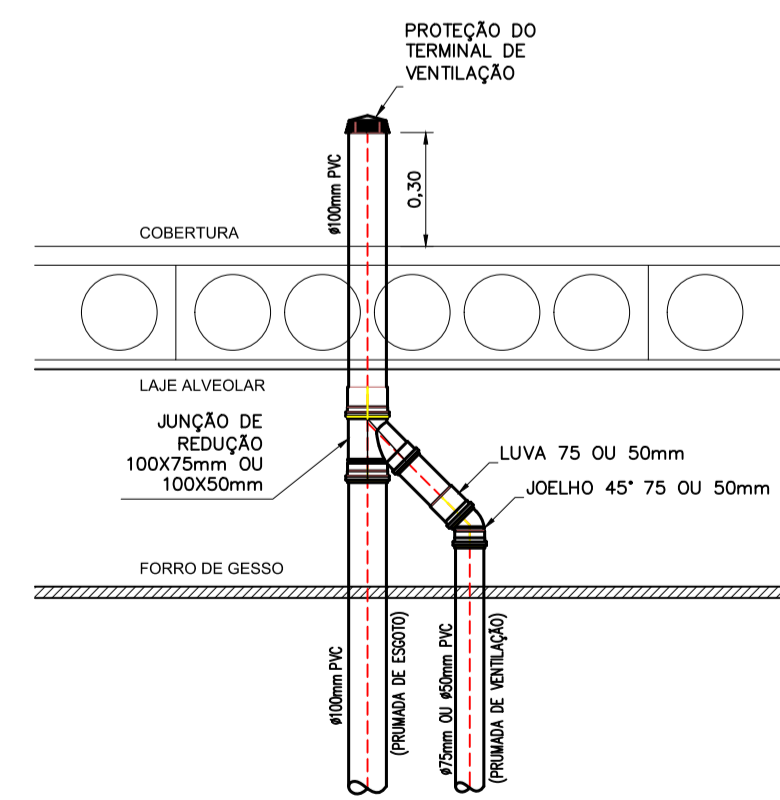 PROTEÇÃO DO
TERMINAL DE
VENTILAÇÃO
ø100mm PVC
0,30
COBERTURA
LAJE ALVEOLAR
JUNÇÃO DE
REDUÇÃO
100X75mm OU
100X50mm
LUVA 75 OU 50mm
JOELHO 45° 75 OU 50mm
FORRO DE GESSO
ø100mm PVC
(PRUMADA DE ESGOTO)
ø75mm OU ø50mm PVC
(PRUMADA DE VENTILAÇÃO)